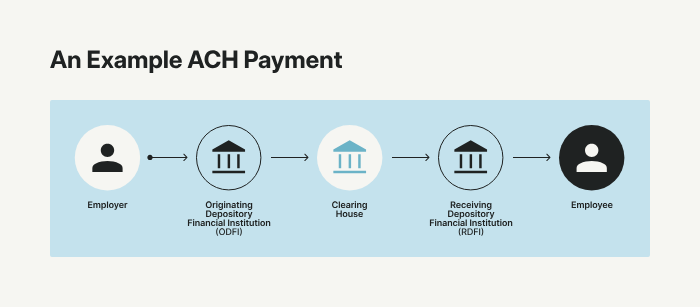 An Example ACH Payment
Employer
Originating
Depository
Financial Institution
(ODFI)
Clearing
House
Receiving
Depository
Financial Institution
(RDFI)
Employee